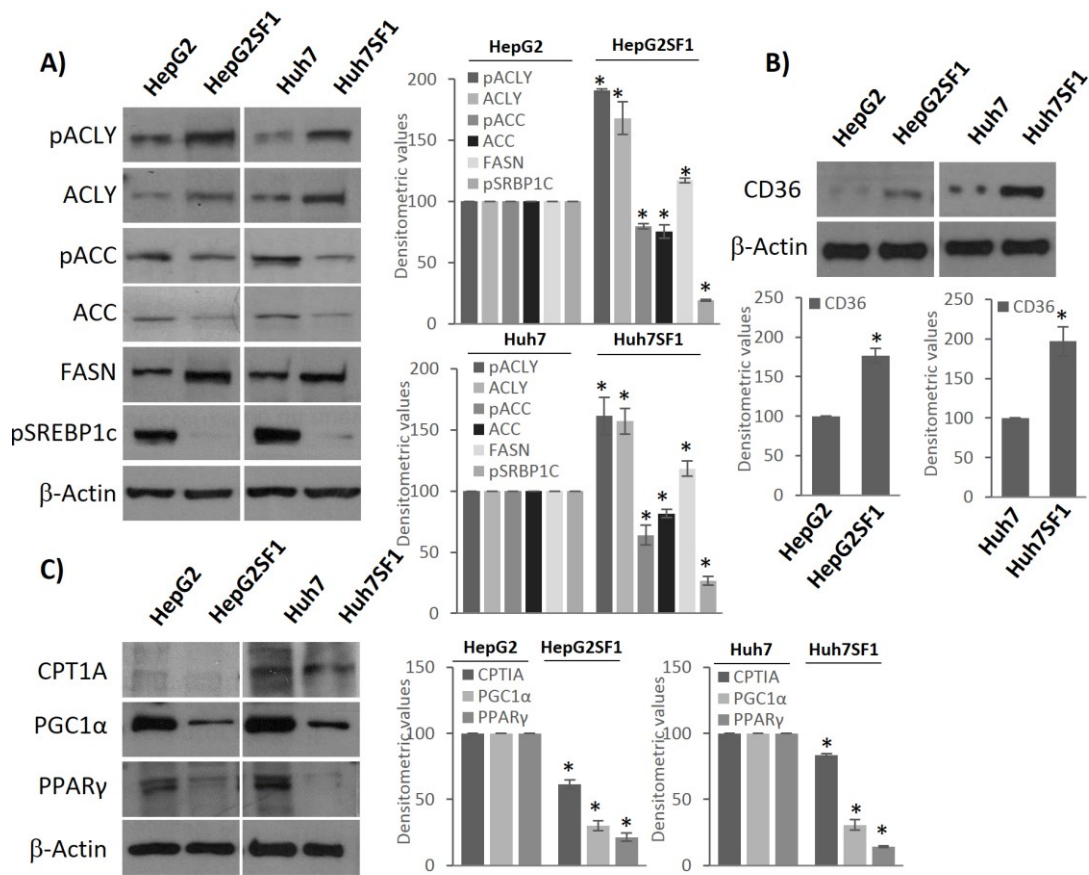 A)
HepG2 HepG2SF1 Huh7 Huh7SF1
pACLY
ACLY
pACC
ACC
FASN
pSREBP1c
β-Actin
HepG2 HepG2SF1
Densitometric values
200
150
100
50
0
pACLY
ACLY
pACC
ACC
FASN
pSRBP1C
* * * * * *
Huh7 Huh7SF1
Densitometric values
200
150
100
50
0
pACLY
ACLY
pACC
ACC
FASN
pSRBP1C
* * * * * *
B)
HepG2 HepG2SF1 Huh7 Huh7SF1
CD36
β-Actin
Densitometric values
250
200
150
100
50
0
CD36
*
HepG2 HepG2SF1
Densitometric values
250
200
150
100
50
0
CD36
*
Huh7 Huh7SF1
C)
HepG2 HepG2SF1 Huh7 Huh7SF1
CPT1A
PGC1α
PPARγ
β-Actin
HepG2 HepG2SF1
Densitometric values
150
100
50
0
CPTIA
PGC1α
PPARγ
* * *
Huh7 Huh7SF1
Densitometric values
150
100
50
0
CPTIA
PGC1α
PPARγ
* * *